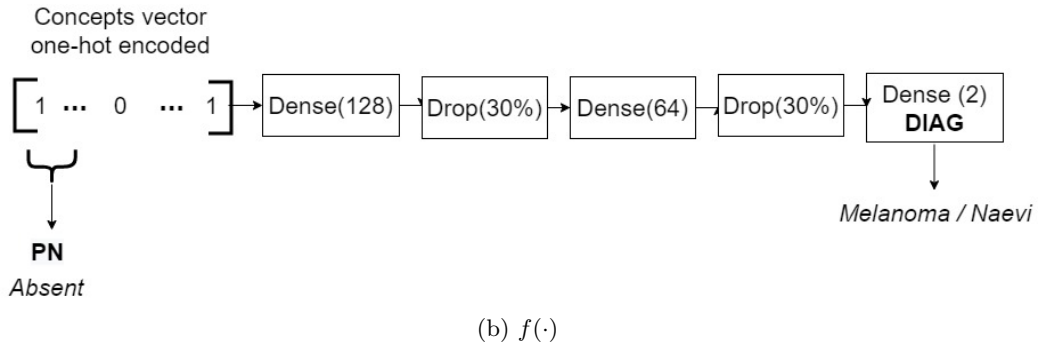 Concepts vector
one-hot encoded
[ 1 ... 0 ... 1 ]
Dense(128)
Drop(30%)
Dense(64)
Drop(30%)
Dense (2)
DIAG
Melanoma / Naevi
PN
Absent
(b) f(·)